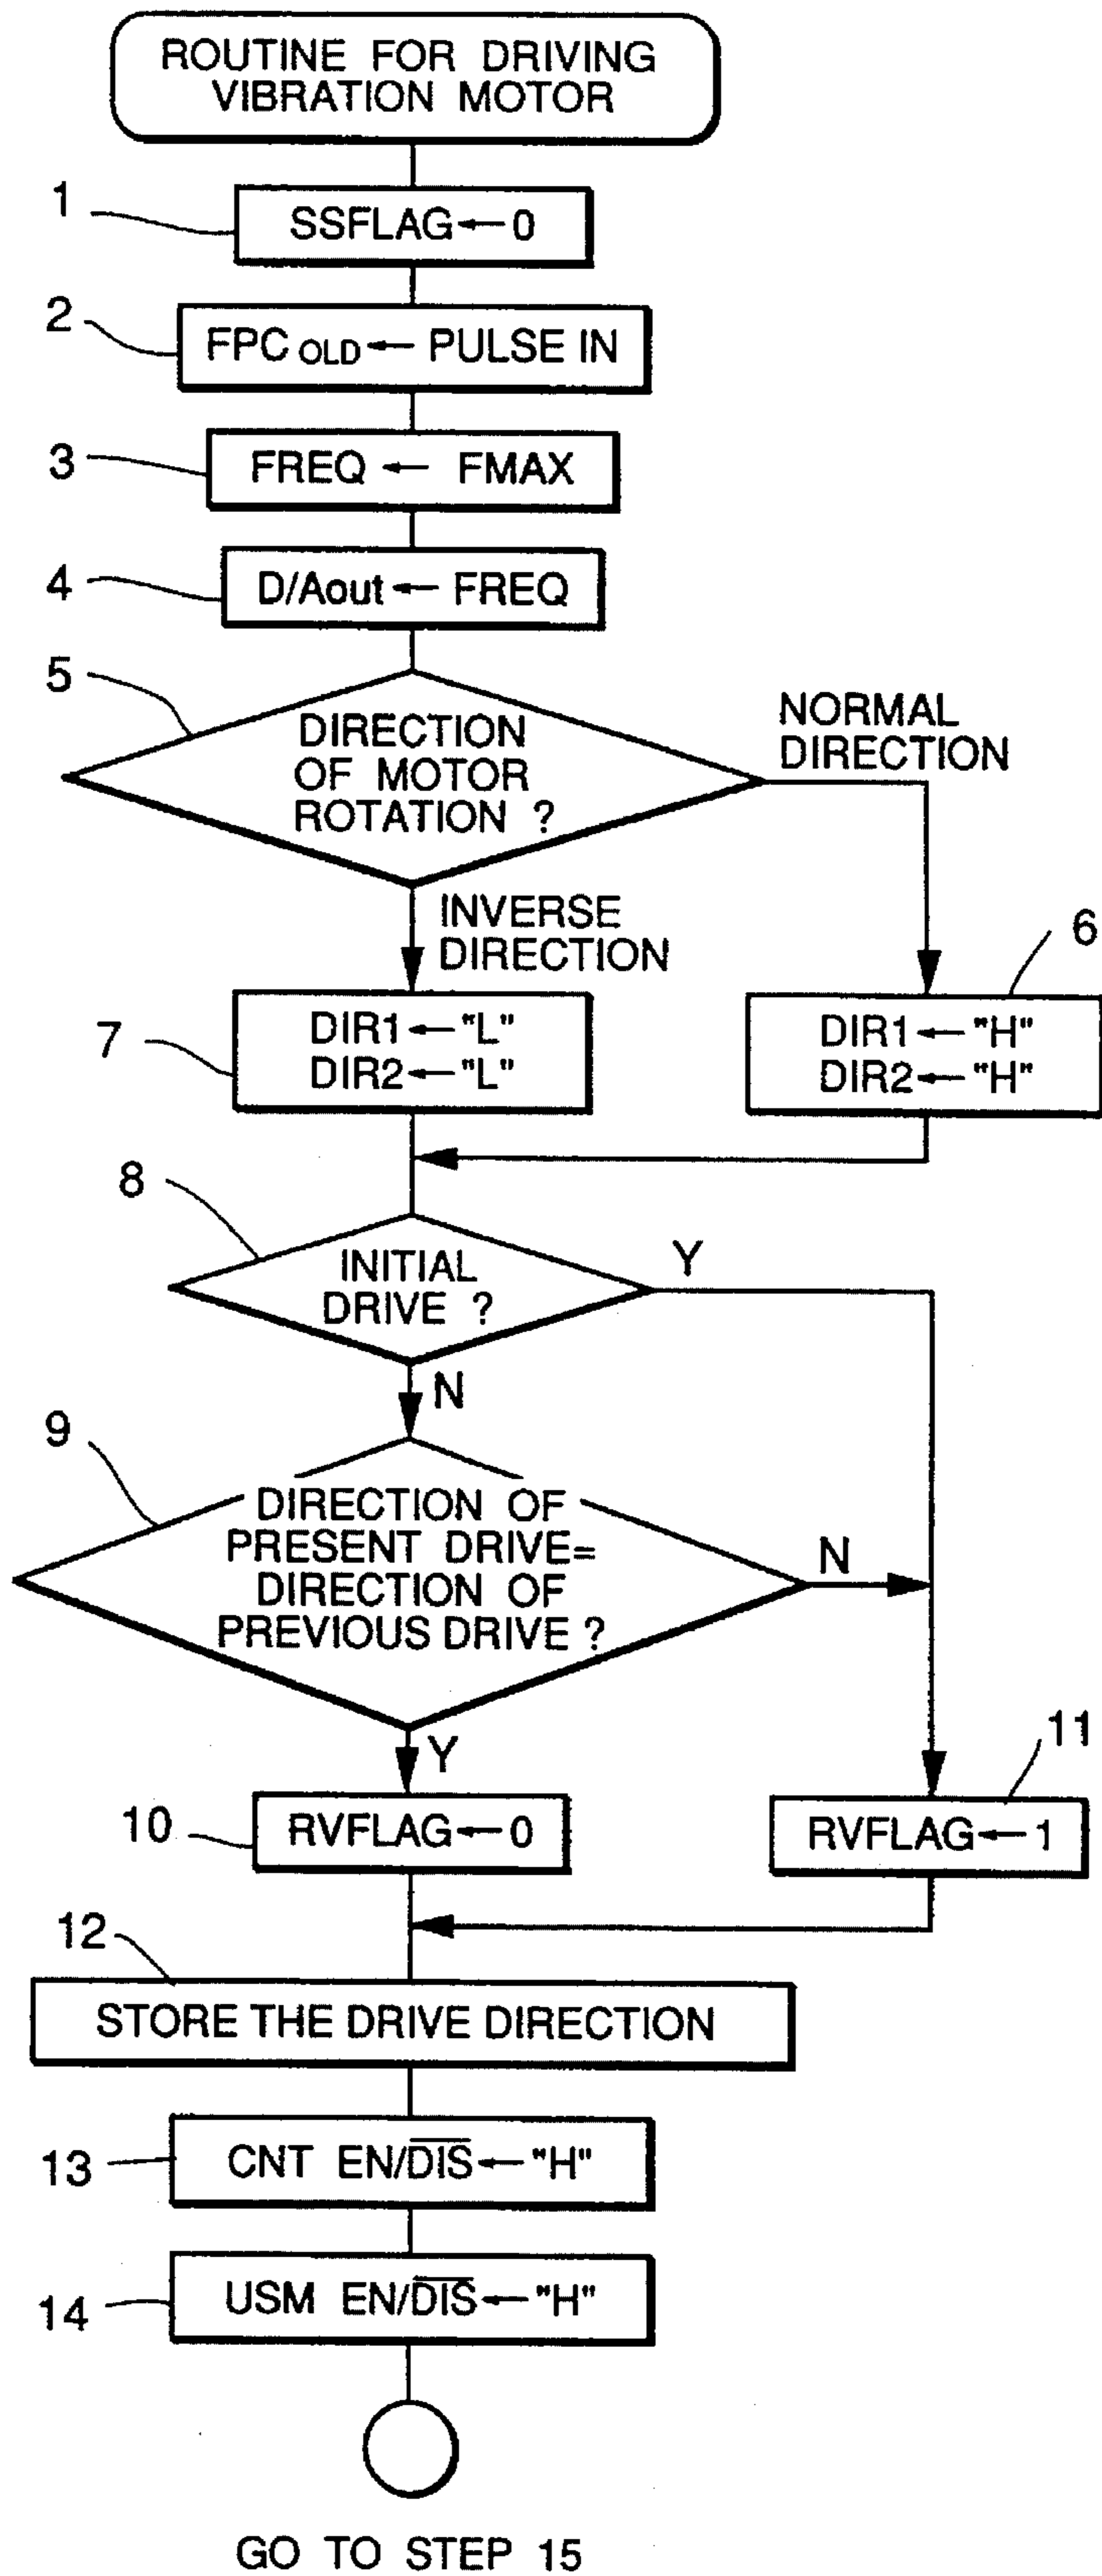 ROUTINE FOR DRIVING
VIBRATION MOTOR
1
SSFLAG←0
2
FPC OLD ← PULSE IN
3
FREQ ← FMAX
4
D/Aout ← FREQ
5
DIRECTION
OF MOTOR
ROTATION ?
NORMAL
DIRECTION
INVERSE
DIRECTION
6
DIR1←"H"
DIR2←"H"
7
DIR1←"L"
DIR2←"L"
8
INITIAL
DRIVE ?
Y
N
9
DIRECTION OF
PRESENT DRIVE=
DIRECTION OF
PREVIOUS DRIVE ?
N
Y
10
RVFLAG←0
11
RVFLAG←1
12
STORE THE DRIVE DIRECTION
13
CNT EN/D̅I̅S̅←"H"
14
USM EN/D̅I̅S̅←"H"
GO TO STEP 15